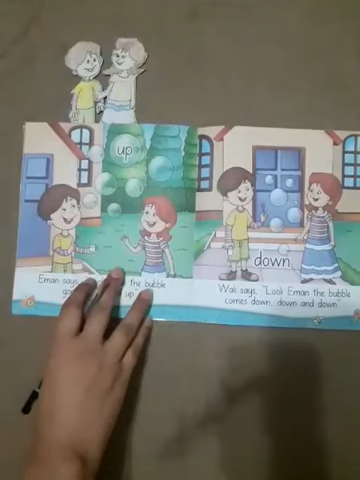 up
Eman says, the bubble
up
down
Wali says, "Look Eman the bubble
comes down, down and down"